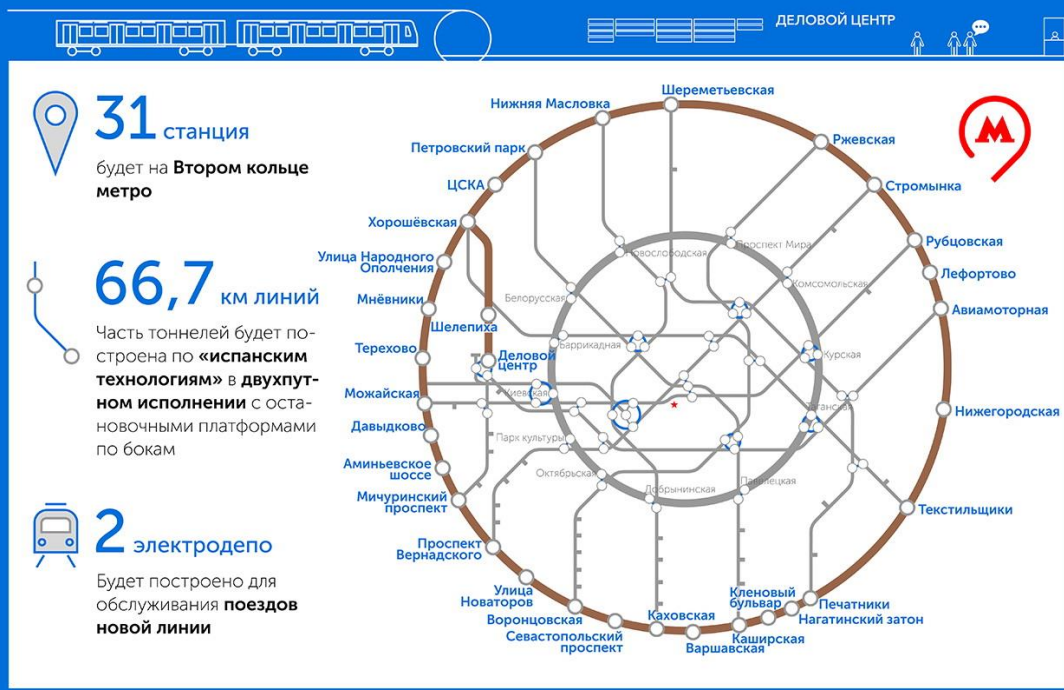 ДЕЛОВОЙ ЦЕНТР
31 станция
будет на Втором кольце
метро
66,7 км линий
Часть тоннелей будет по-
строена по «испанским
технологиям» в двухпут-
ном исполнении с оста-
новочными платформами
по бокам
2 электродепо
Будет построено для
обслуживания поездов
новой линии
М
Шереметьевская
Нижняя Масловка
Петровский парк
ЦСКА
Хорошёвская
Улица Народного
Ополчения
Мнёвники
Шелепиха
Терехово
Деловой
центр
Можайская
Давыдково
Аминьевское
шоссе
Мичуринский
проспект
Проспект
Вернадского
Улица
Новаторов
Воронцовская
Севастопольский
проспект
Каховская
Варшавская
Каширская
Кленовый
бульвар
Нагатинский затон
Печатники
Текстильщики
Нижегородская
Авиамоторная
Лефортово
Рубцовская
Стромынка
Ржевская
Новослободская
Проспект Мира
Комсомольская
Курская
Таганская
Павелецкая
Добрынинская
Октябрьская
Парк культуры
Киевская
Баррикадная
Белорусская